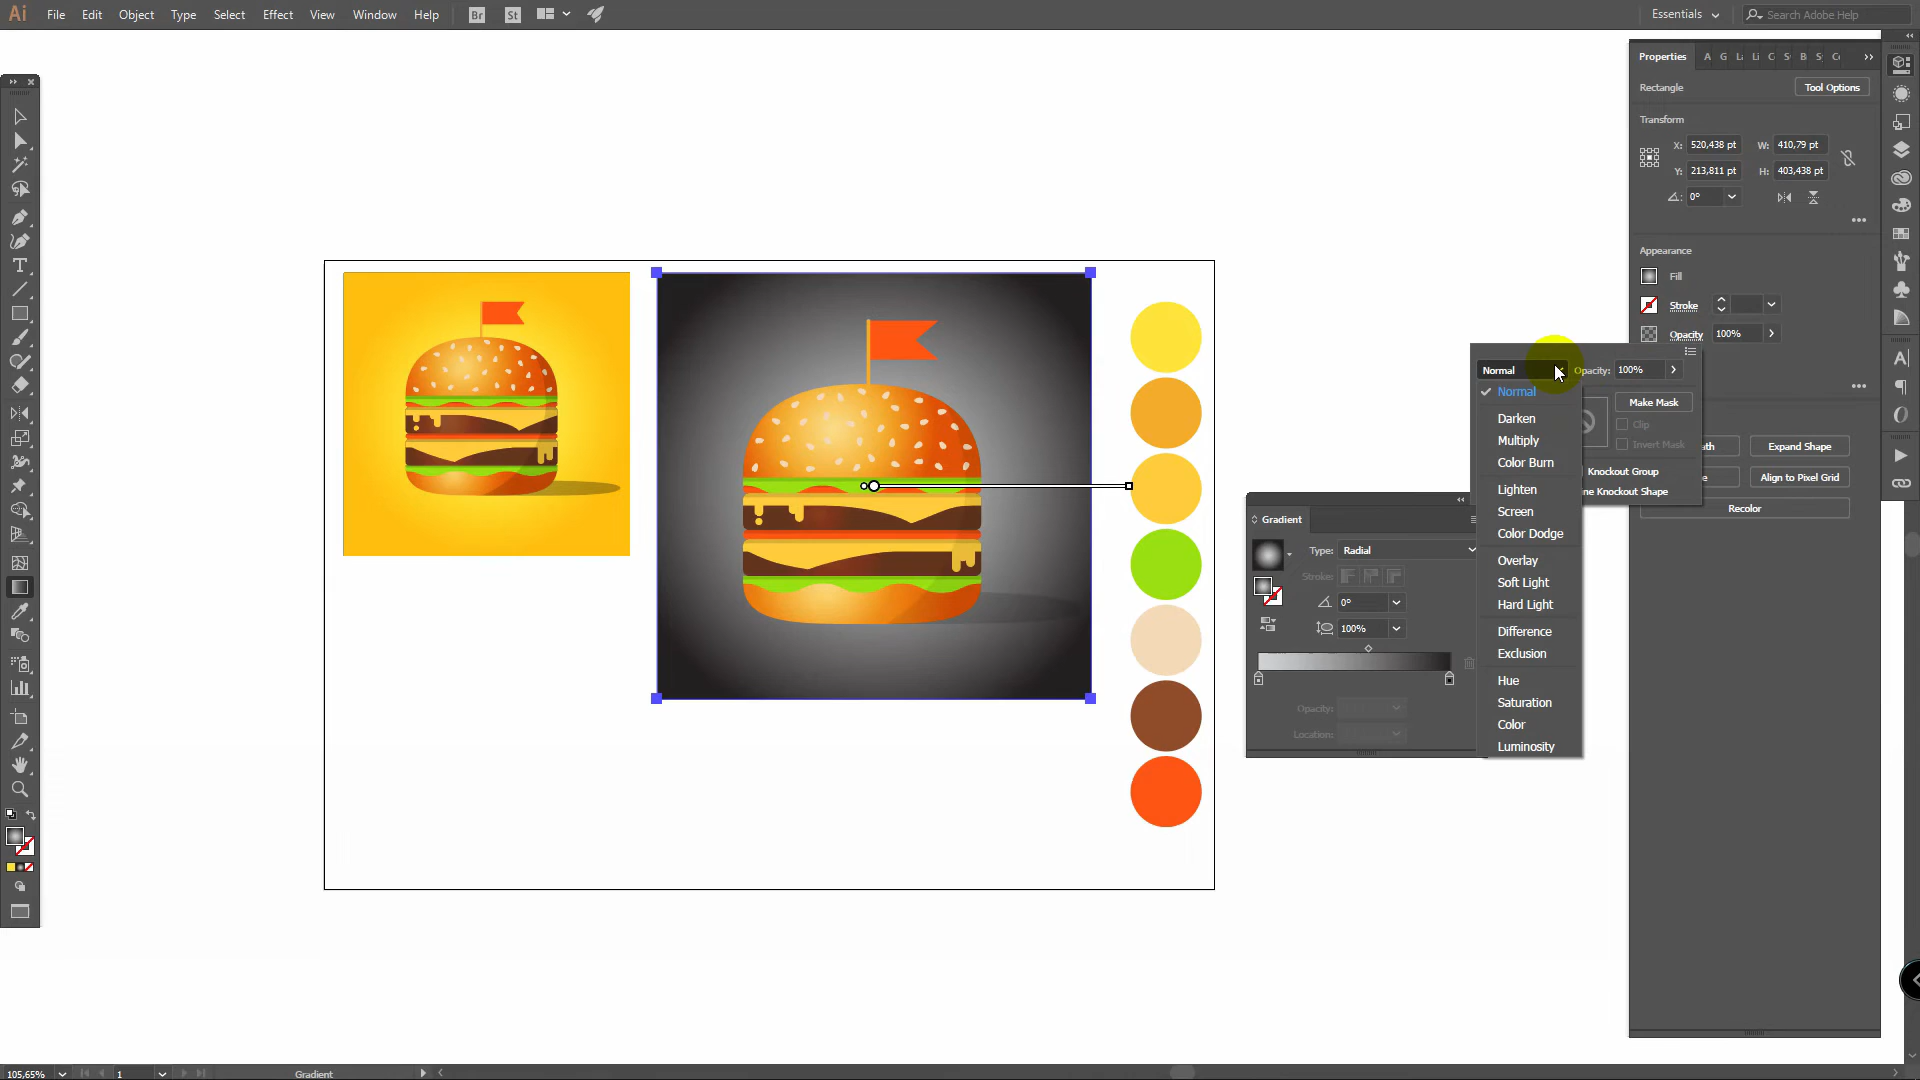 Ai File Edit Object Type Select Effect View Window Help Br St Essentials Search Adobe Help
Properties A G
Rectangle Tool Options
Transform
X: 520,438 pt W: 410,79 pt
Y: 213,811 pt H: 403,438 pt
0°
Appearance
Fill
Stroke
Opacity 100%
Normal Opacity: 100%
Normal
Make Mask
Darken
Clip
Multiply
Invert Mask
Expand Shape
Color Burn
Knockout Group
Align to Pixel Grid
Lighten
Knockout Shape
Recolor
Screen
Color Dodge
Overlay
Soft Light
Hard Light
Difference
Exclusion
Hue
Saturation
Color
Luminosity
Gradient
Type: Radial
Stroke:
0°
100%
Opacity:
Location:
105,65% 1 Gradient